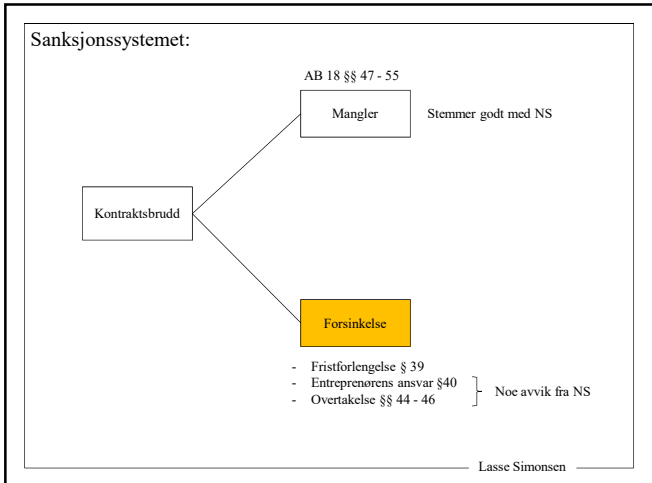 Sanksjonssystemet:
AB 18 §§ 47 - 55
Mangler
Stemmer godt med NS
Kontraktsbrudd
Forsinkelse
- Fristforlengelse § 39
- Entreprenørens ansvar §40
- Overtakelse §§ 44 - 46
Noe avvik fra NS
Lasse Simonsen